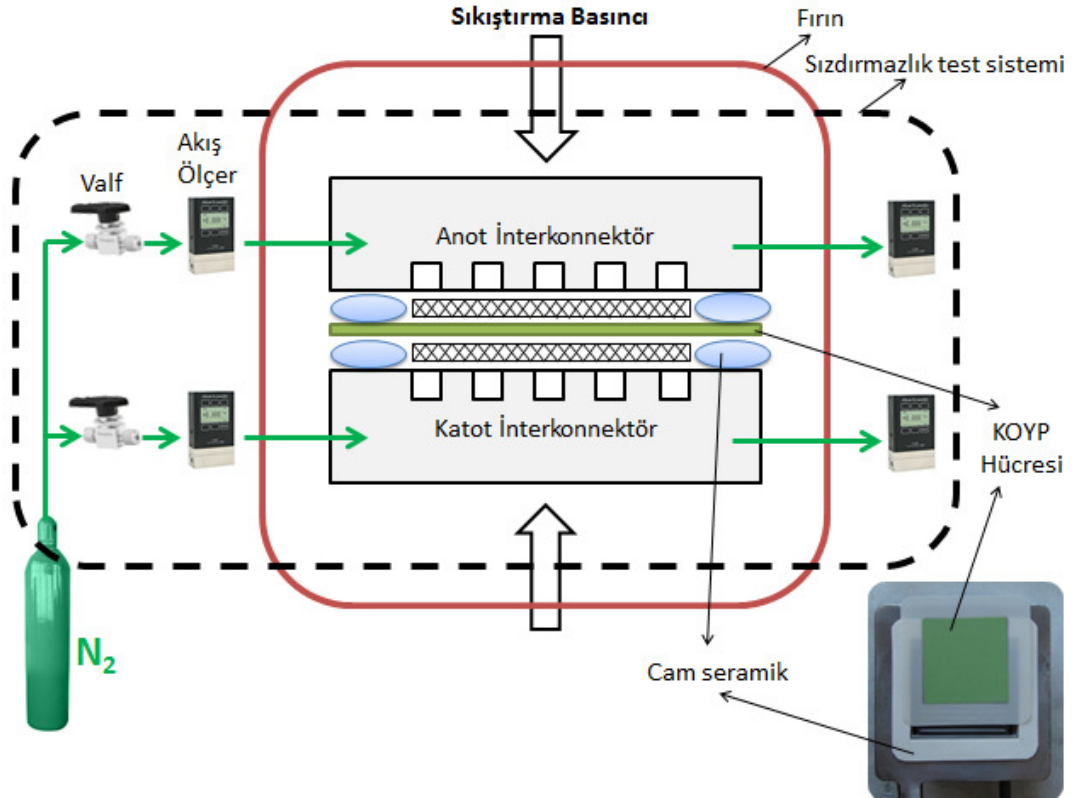 Sıkıştırma Basıncı
Fırın
Sızdırmazlık test sistemi
Akış
Ölçer
Valf
Anot İnterkonnektör
Katot İnterkonnektör
KOYP
Hücresi
N₂
Cam seramik